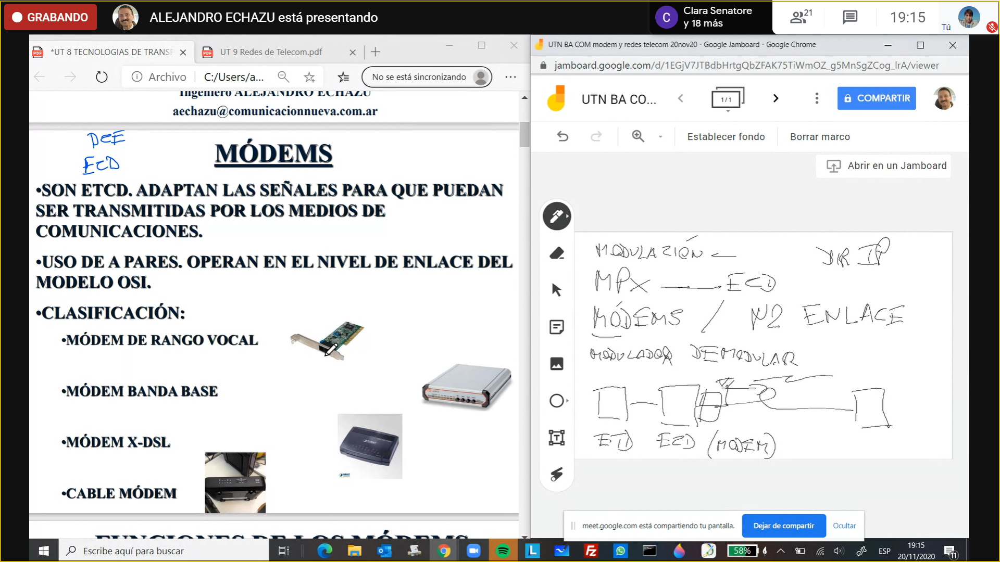 GRABANDO
ALEJANDRO ECHAZU está presentando
C
Clara Senatore
y 18 más
21
19:15
Tú
*UT 8 TECNOLOGIAS DE TRANSF
UT 9 Redes de Telecom.pdf
Archivo
C:/Users/a...
No se está sincronizando
Ingeniero ALEJANDRO ECHAZU
aechazu@comunicacionnueva.com.ar
DCE
ECD
MÓDEMS
•SON ETCD. ADAPTAN LAS SEÑALES PARA QUE PUEDAN
SER TRANSMITIDAS POR LOS MEDIOS DE
COMUNICACIONES.
•USO DE A PARES. OPERAN EN EL NIVEL DE ENLACE DEL
MODELO OSI.
•CLASIFICACIÓN:
•MÓDEM DE RANGO VOCAL
•MÓDEM BANDA BASE
•MÓDEM X-DSL
•CABLE MÓDEM
FUNCIONES DE LOS MÓDEMS
UTN BA COM modem y redes telecom 20nov20 - Google Jamboard - Google Chrome
jamboard.google.com/d/1EGjV7JTBdbHrtgQbZFAK75TiWmOZ_g5MnSgZCog_lrA/viewer
UTN BA CO...
1/1
COMPARTIR
Establecer fondo
Borrar marco
Abrir en un Jamboard
MODULACIÓN
DIR IP
MPX ECD
MÓDEMS / N2 ENLACE
MODULADOR DEMODULAR
ETD ECD (MODEM)
meet.google.com está compartiendo tu pantalla.
Dejar de compartir
Ocultar
Escribe aquí para buscar
58%
ESP
19:15
20/11/2020
11